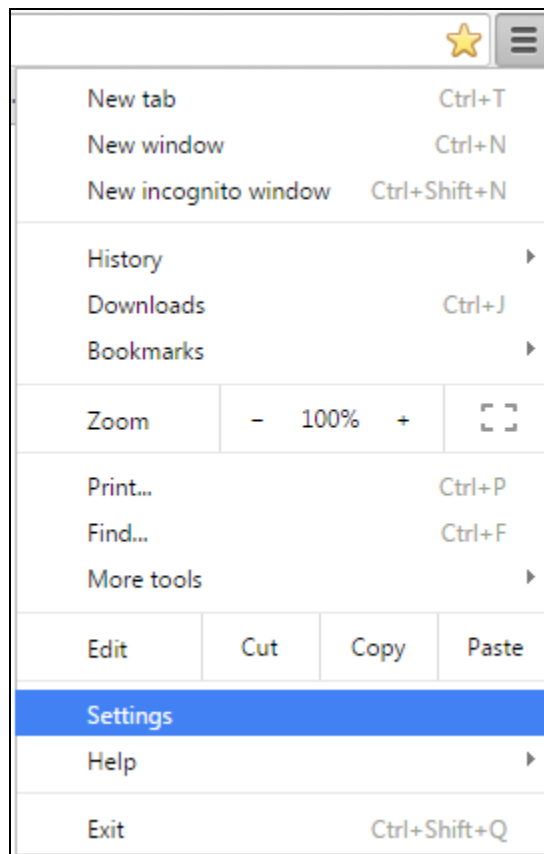 New tab Ctrl+T
New window Ctrl+N
New incognito window Ctrl+Shift+N
History
Downloads Ctrl+J
Bookmarks
Zoom – 100% +
Print... Ctrl+P
Find... Ctrl+F
More tools
Edit Cut Copy Paste
Settings
Help
Exit Ctrl+Shift+Q